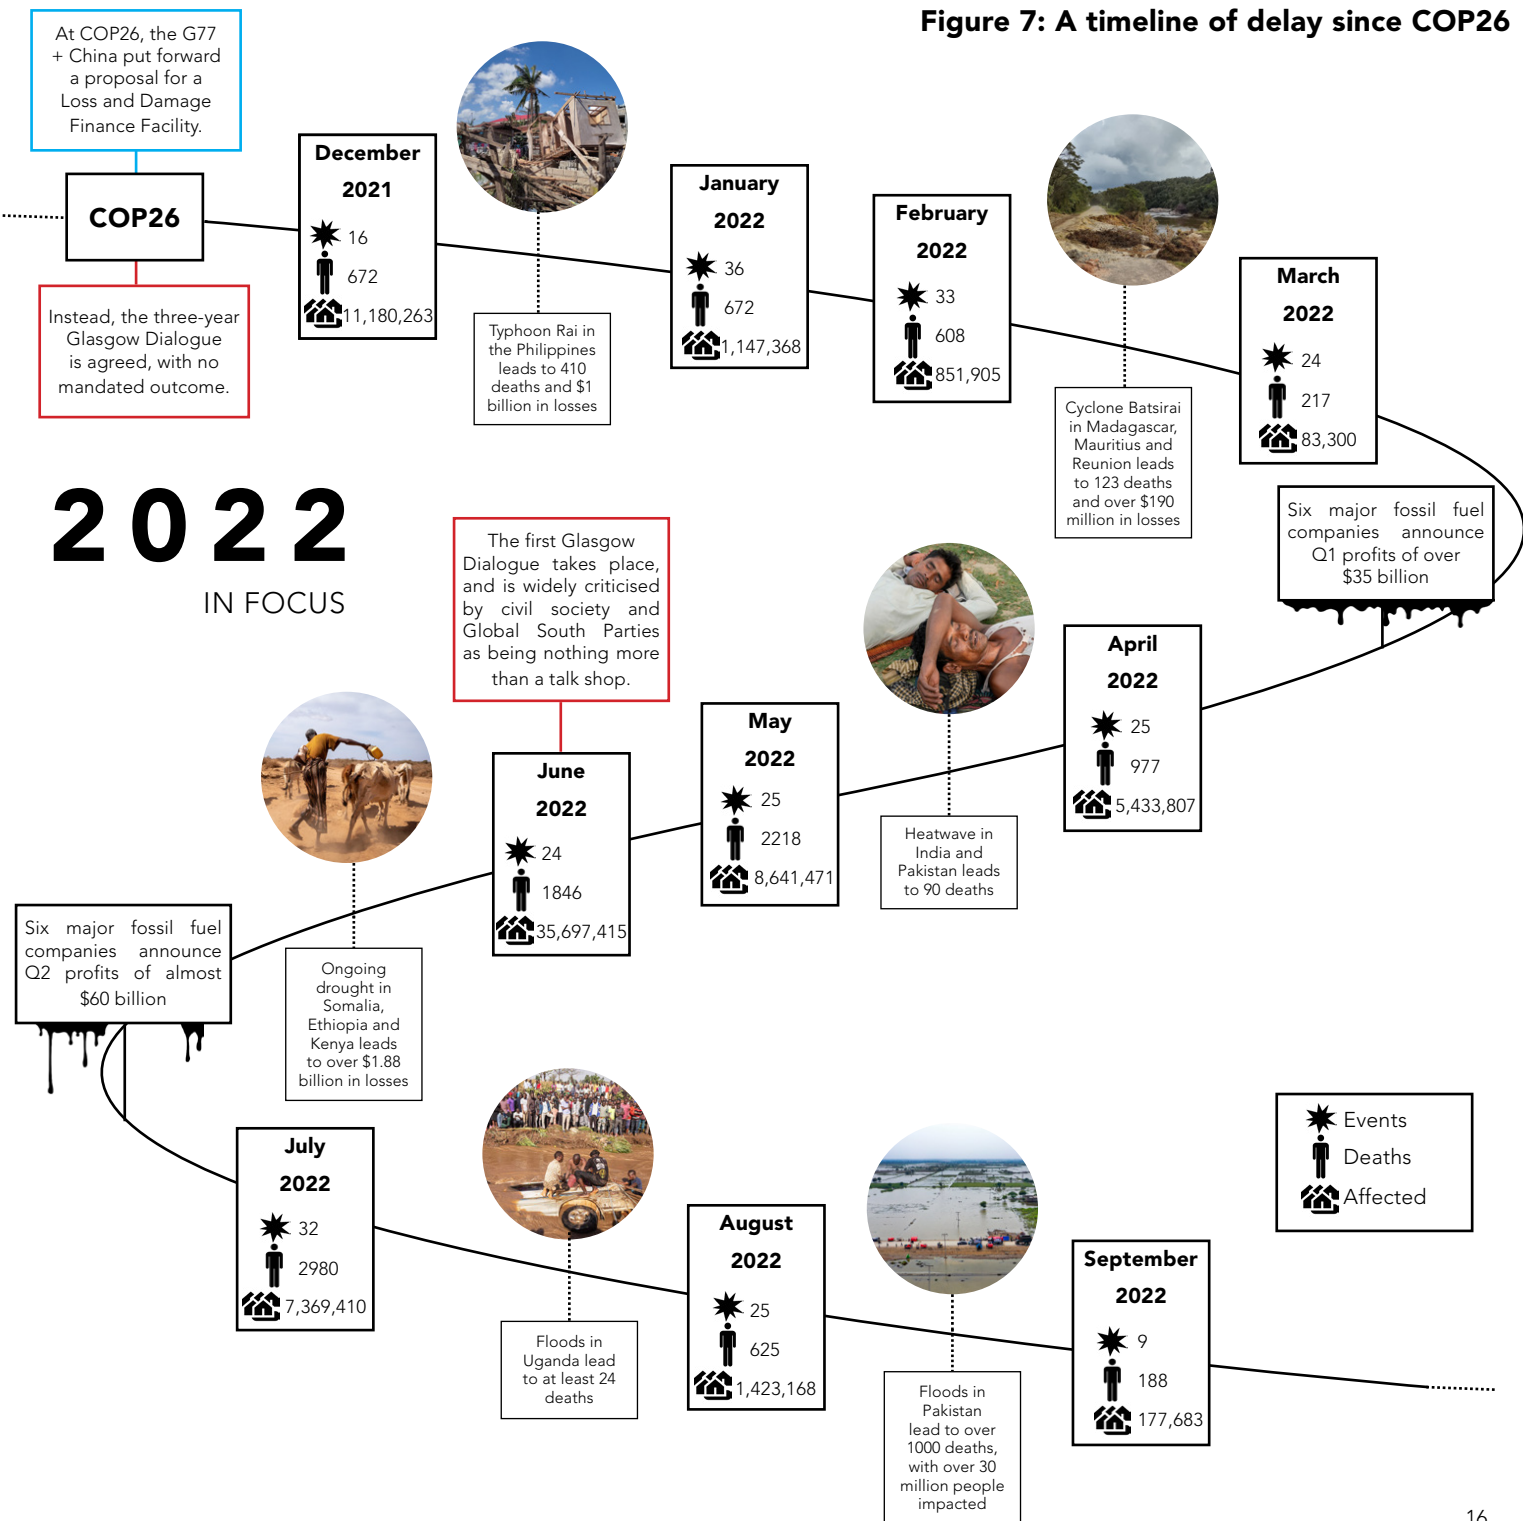 Figure 7: A timeline of delay since COP26
At COP26, the G77
+ China put forward
a proposal for a
Loss and Damage
Finance Facility.
COP26
Instead, the three-year
Glasgow Dialogue
is agreed, with no
mandated outcome.
December
2021
16
672
11,180,263
Typhoon Rai in
the Philippines
leads to 410
deaths and $1
billion in losses
January
2022
36
672
1,147,368
February
2022
33
608
851,905
Cyclone Batsirai
in Madagascar,
Mauritius and
Reunion leads
to 123 deaths
and over $190
million in losses
March
2022
24
217
83,300
2022
IN FOCUS
Six major fossil fuel
companies announce
Q1 profits of over
$35 billion
April
2022
25
977
5,433,807
Heatwave in
India and
Pakistan leads
to 90 deaths
May
2022
25
2218
8,641,471
The first Glasgow
Dialogue takes place,
and is widely criticised
by civil society and
Global South Parties
as being nothing more
than a talk shop.
June
2022
24
1846
35,697,415
Ongoing
drought in
Somalia,
Ethiopia and
Kenya leads
to over $1.88
billion in losses
Six major fossil fuel
companies announce
Q2 profits of almost
$60 billion
July
2022
32
2980
7,369,410
Floods in
Uganda lead
to at least 24
deaths
August
2022
25
625
1,423,168
Floods in
Pakistan
lead to over
1000 deaths,
with over 30
million people
impacted
September
2022
9
188
177,683
Events
Deaths
Affected
16